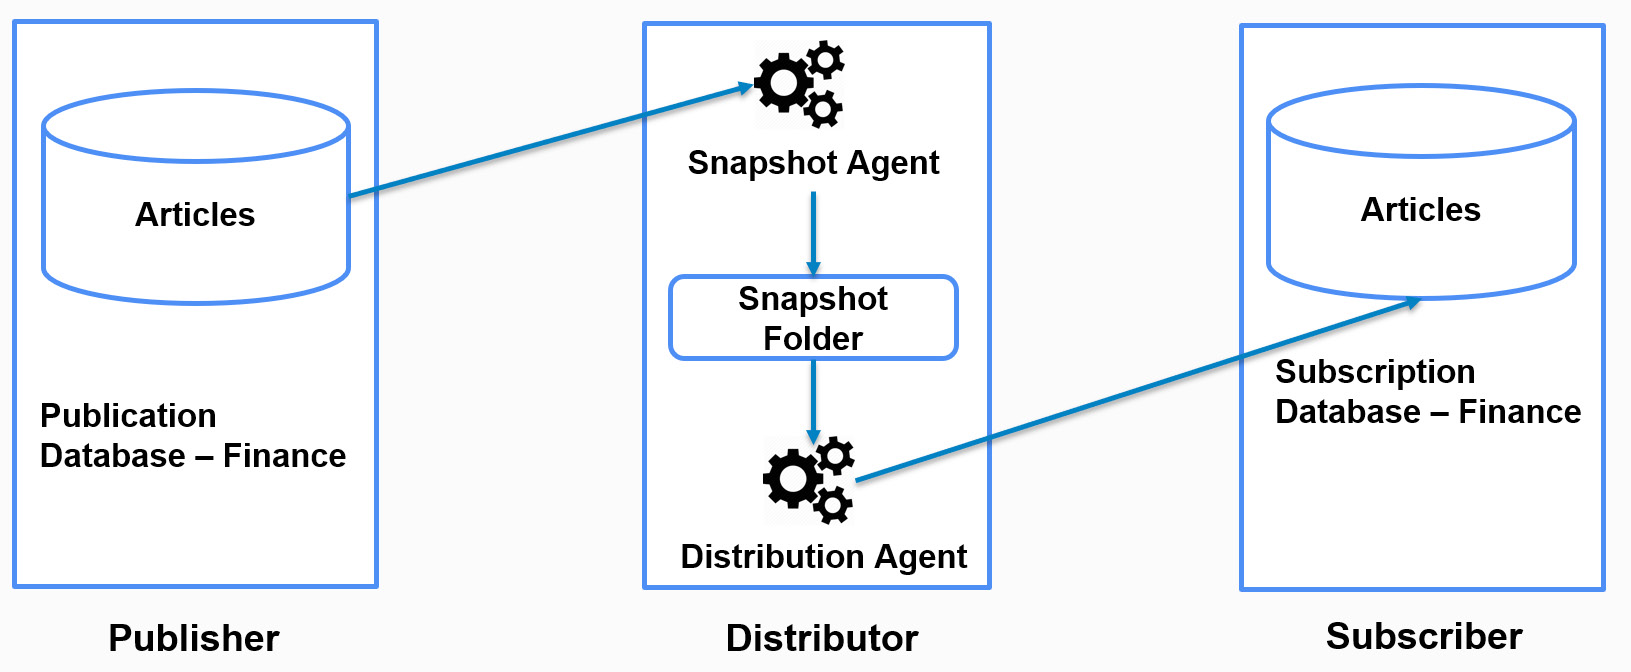 Articles
Publication
Database – Finance
Publisher
Snapshot Agent
Snapshot
Folder
Distribution Agent
Distributor
Articles
Subscription
Database – Finance
Subscriber